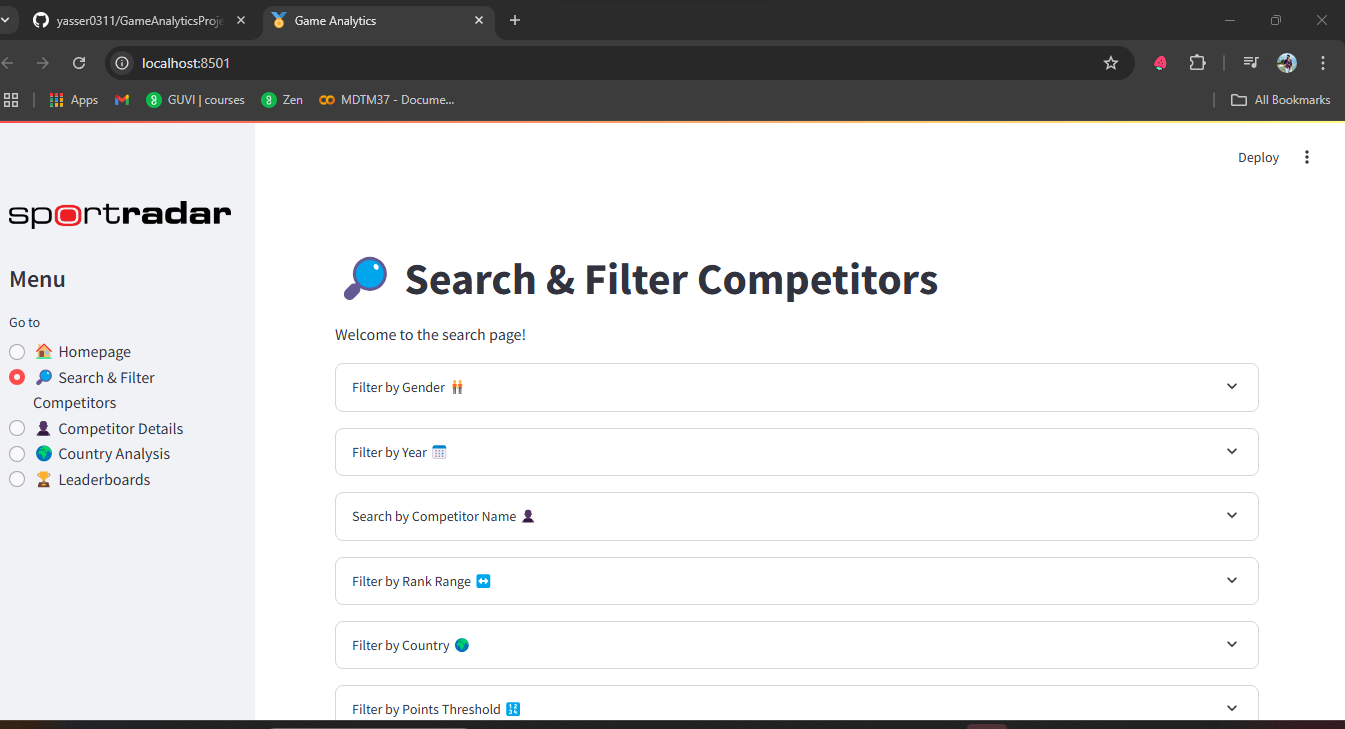 yasser0311/GameAnalyticsProje
Game Analytics
localhost:8501
Apps
GUVI | courses
Zen
MDTM37 - Docume...
All Bookmarks
Deploy
sportradar
Menu
Go to
Homepage
Search & Filter
Competitors
Competitor Details
Country Analysis
Leaderboards
Search & Filter Competitors
Welcome to the search page!
Filter by Gender
Filter by Year
Search by Competitor Name
Filter by Rank Range
Filter by Country
Filter by Points Threshold